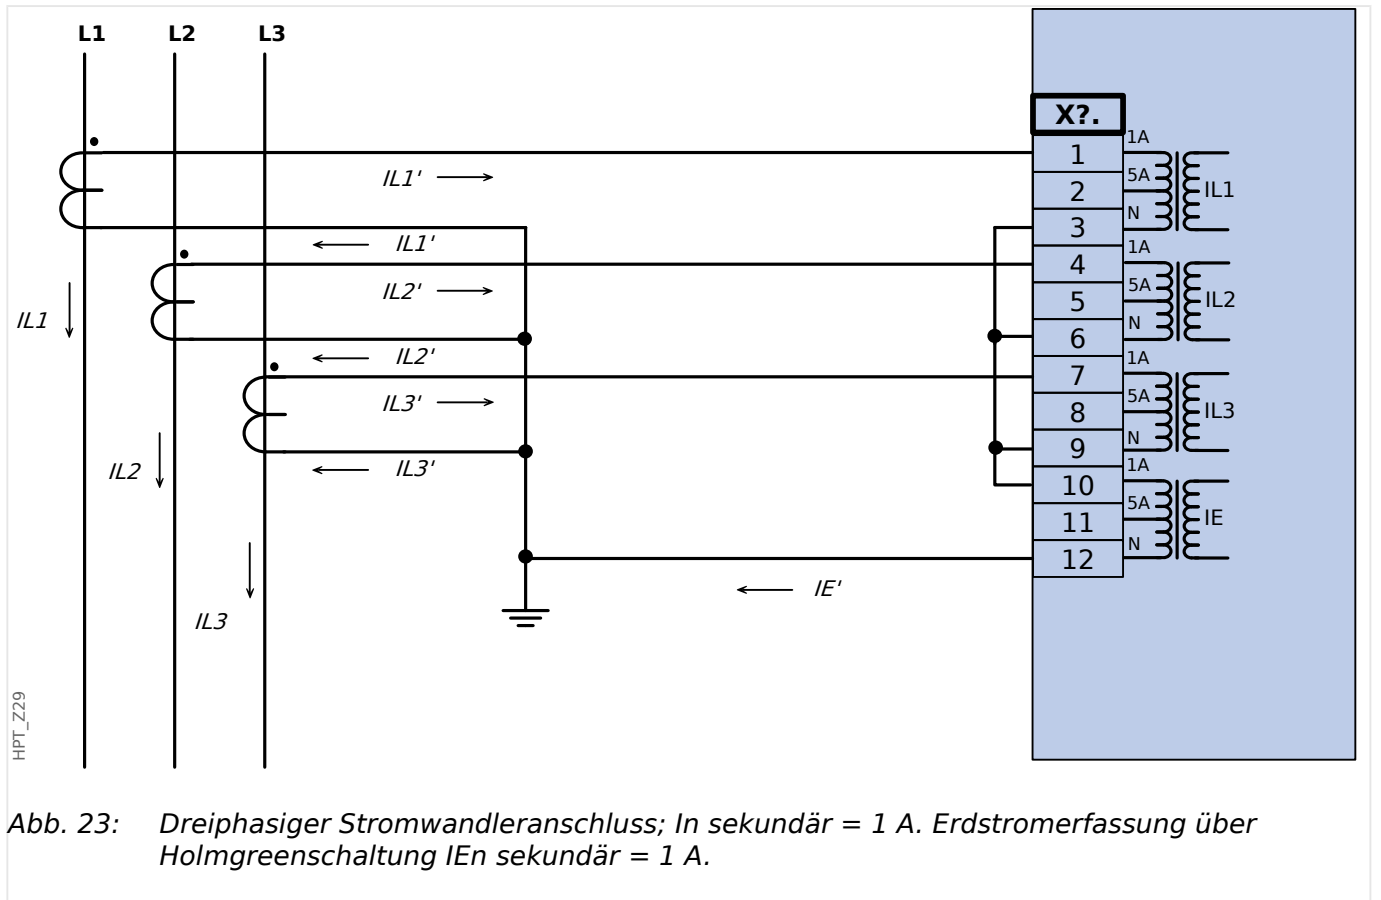 L1 L2 L3
X?.
1
2
3
4
5
6
7
8
9
10
11
12
1A
5A
N
IL1
1A
5A
N
IL2
1A
5A
N
IL3
1A
5A
N
IE
IL1'
IL1'
IL2'
IL2'
IL3'
IL3'
IE'
IL1
IL2
IL3
HPT_Z29
Abb. 23: Dreiphasiger Stromwandleranschluss; In sekundär = 1 A. Erdstromerfassung über
Holmgreenschaltung IEn sekundär = 1 A.